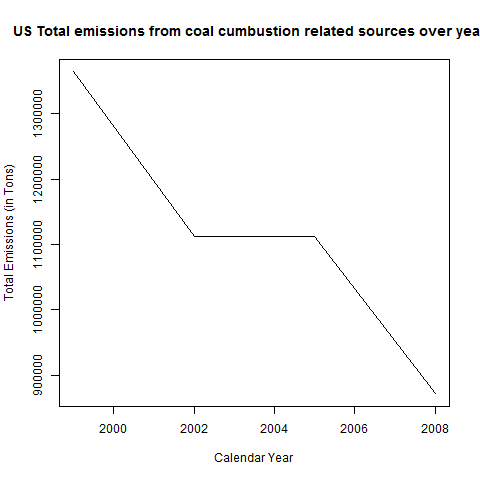 US Total emissions from coal cumbustion related sources over yea
Total Emissions (in Tons)
1300000
1200000
1100000
1000000
900000
2000 2002 2004 2006 2008
Calendar Year